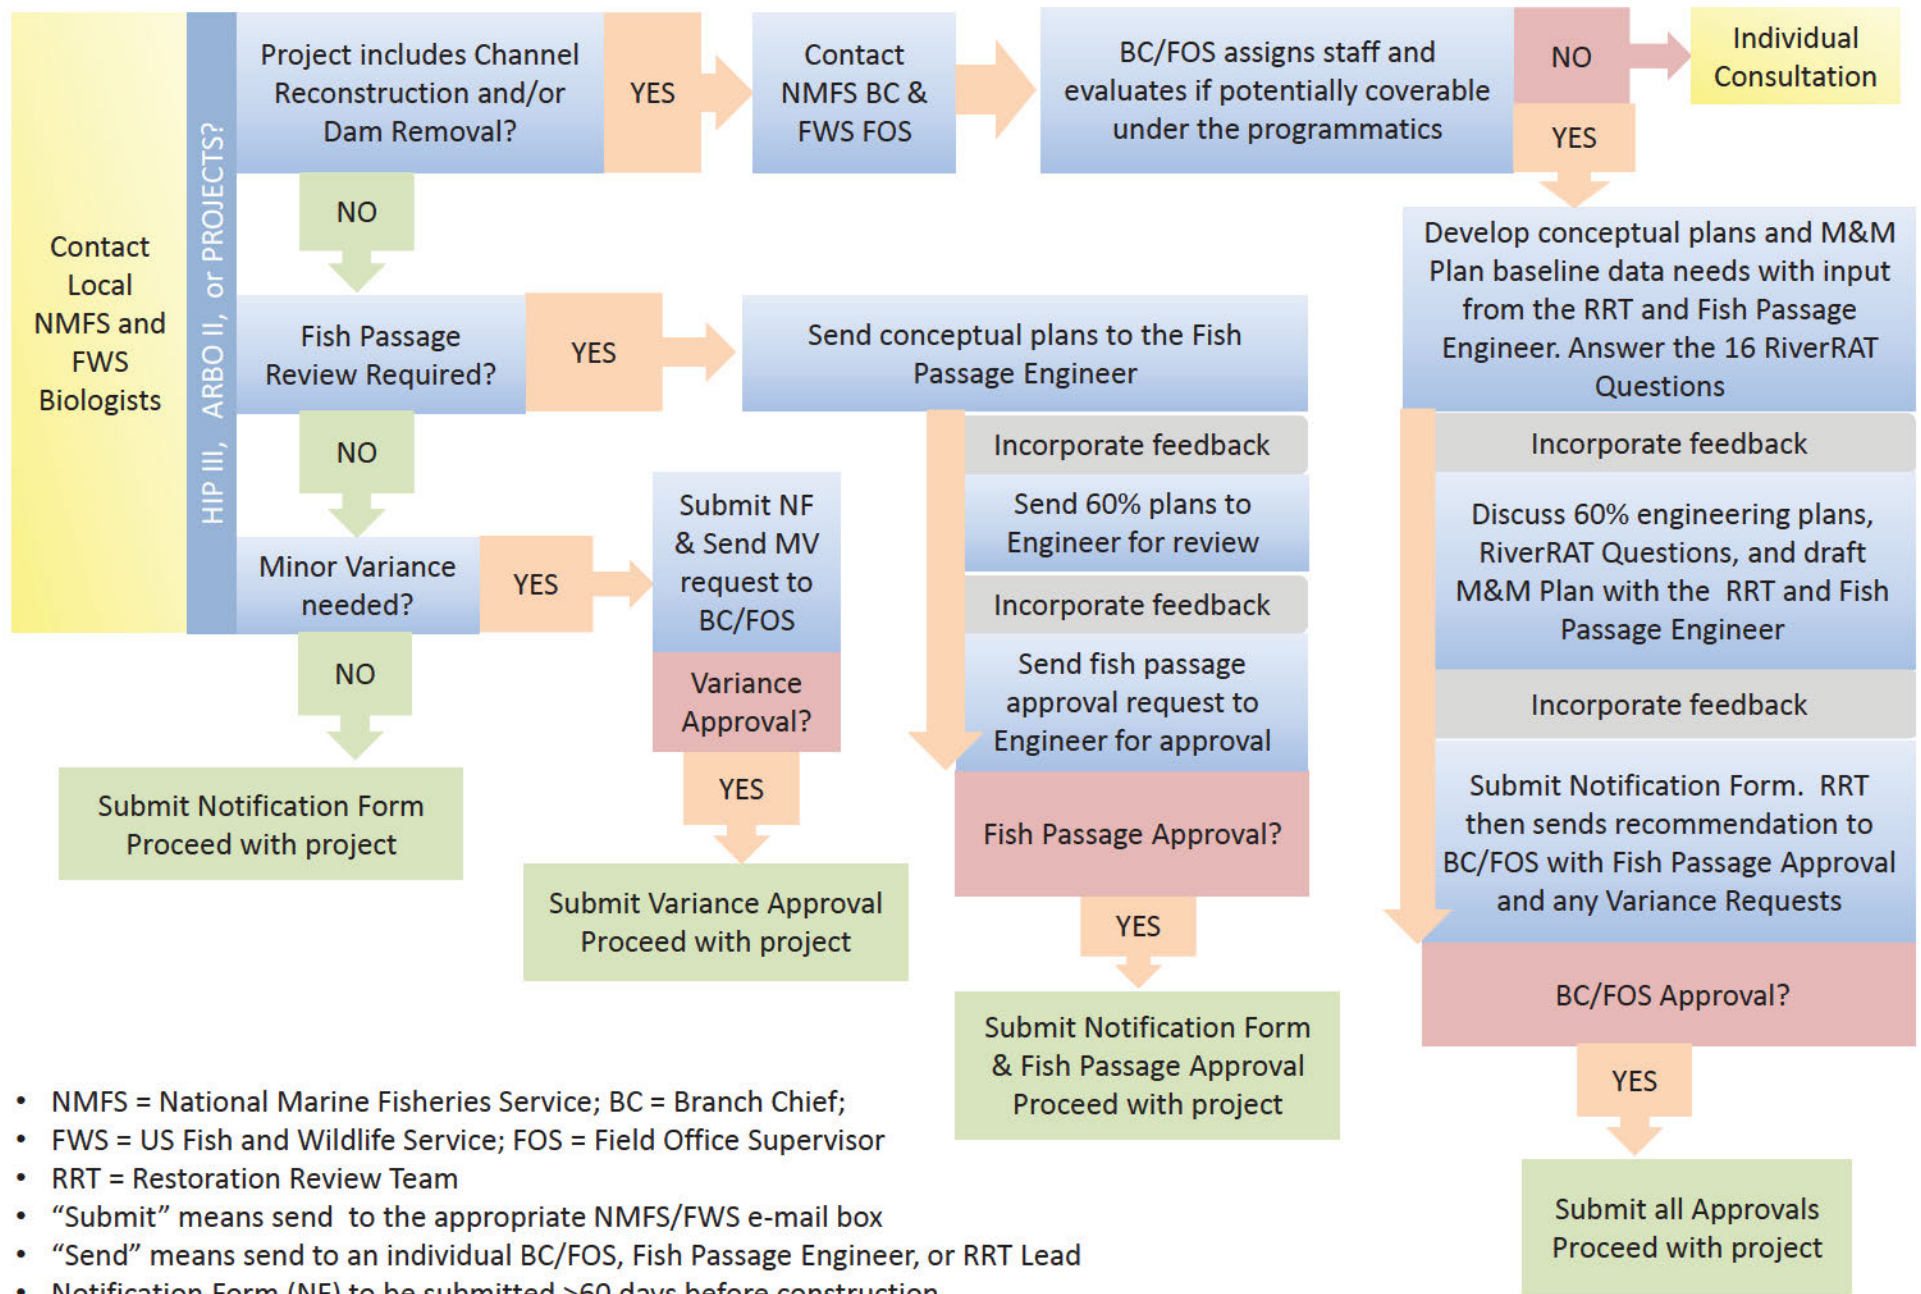 Contact
Local
NMFS and
FWS
Biologists
HIP III, ARBO II, or PROJECTS?
Project includes Channel
Reconstruction and/or
Dam Removal?
YES
Contact
NMFS BC &
FWS FOS
BC/FOS assigns staff and
evaluates if potentially coverable
under the programmatics
NO
Individual
Consultation
YES
NO
Develop conceptual plans and M&M
Plan baseline data needs with input
from the RRT and Fish Passage
Engineer. Answer the 16 RiverRAT
Questions
Incorporate feedback
Discuss 60% engineering plans,
RiverRAT Questions, and draft
M&M Plan with the RRT and Fish
Passage Engineer
Incorporate feedback
Submit Notification Form. RRT
then sends recommendation to
BC/FOS with Fish Passage Approval
and any Variance Requests
BC/FOS Approval?
YES
Submit all Approvals
Proceed with project
Fish Passage
Review Required?
YES
Send conceptual plans to the Fish
Passage Engineer
Incorporate feedback
Send 60% plans to
Engineer for review
Incorporate feedback
Send fish passage
approval request to
Engineer for approval
Fish Passage Approval?
YES
Submit Notification Form
& Fish Passage Approval
Proceed with project
NO
Minor Variance
needed?
YES
Submit NF
& Send MV
request to
BC/FOS
Variance
Approval?
YES
Submit Variance Approval
Proceed with project
NO
Submit Notification Form
Proceed with project
• NMFS = National Marine Fisheries Service; BC = Branch Chief;
• FWS = US Fish and Wildlife Service; FOS = Field Office Supervisor
• RRT = Restoration Review Team
• “Submit” means send to the appropriate NMFS/FWS e-mail box
• “Send” means send to an individual BC/FOS, Fish Passage Engineer, or RRT Lead
• Notification Form (NF) to be submitted >60 days before construction